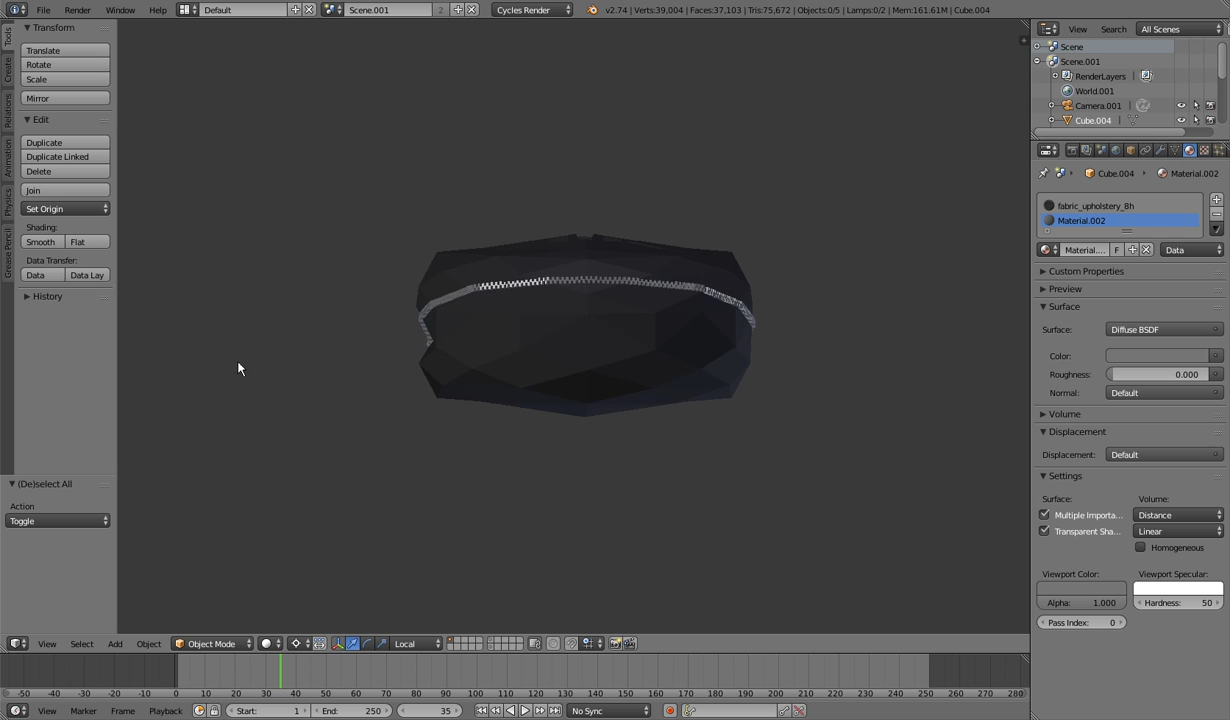 File Render Window Help Default Scene.001 2 Cycles Render v2.74 | Verts:39,004 | Faces:37,103 | Tris:75,672 | Objects:0/5 | Lamps:0/2 | Mem:161.61M | Cube.004
Tools
Create
Relations
Animation
Physics
Grease Pencil
Transform
Translate
Rotate
Scale
Mirror
Edit
Duplicate
Duplicate Linked
Delete
Join
Set Origin
Shading:
Smooth Flat
Data Transfer:
Data Data Lay
History
(De)select All
Action
Toggle
View Search All Scenes
Scene
Scene.001
RenderLayers
World.001
Camera.001
Cube.004
Cube.004 Material.002
fabric_upholstery_8h
Material.002
Material.... F Data
Custom Properties
Preview
Surface
Surface: Diffuse BSDF
Color:
Roughness: 0.000
Normal: Default
Volume
Displacement
Displacement: Default
Settings
Surface: Volume:
Multiple Importa... Distance
Transparent Sha... Linear
Homogeneous
Viewport Color: Viewport Specular:
Alpha: 1.000 Hardness: 50
Pass Index: 0
View Select Add Object Object Mode Local
-50 -40 -30 -20 -10 0 10 20 30 40 50 60 70 80 90 100 110 120 130 140 150 160 170 180 190 200 210 220 230 240 250 260 270 280
View Marker Frame Playback Start: 1 End: 250 35 No Sync